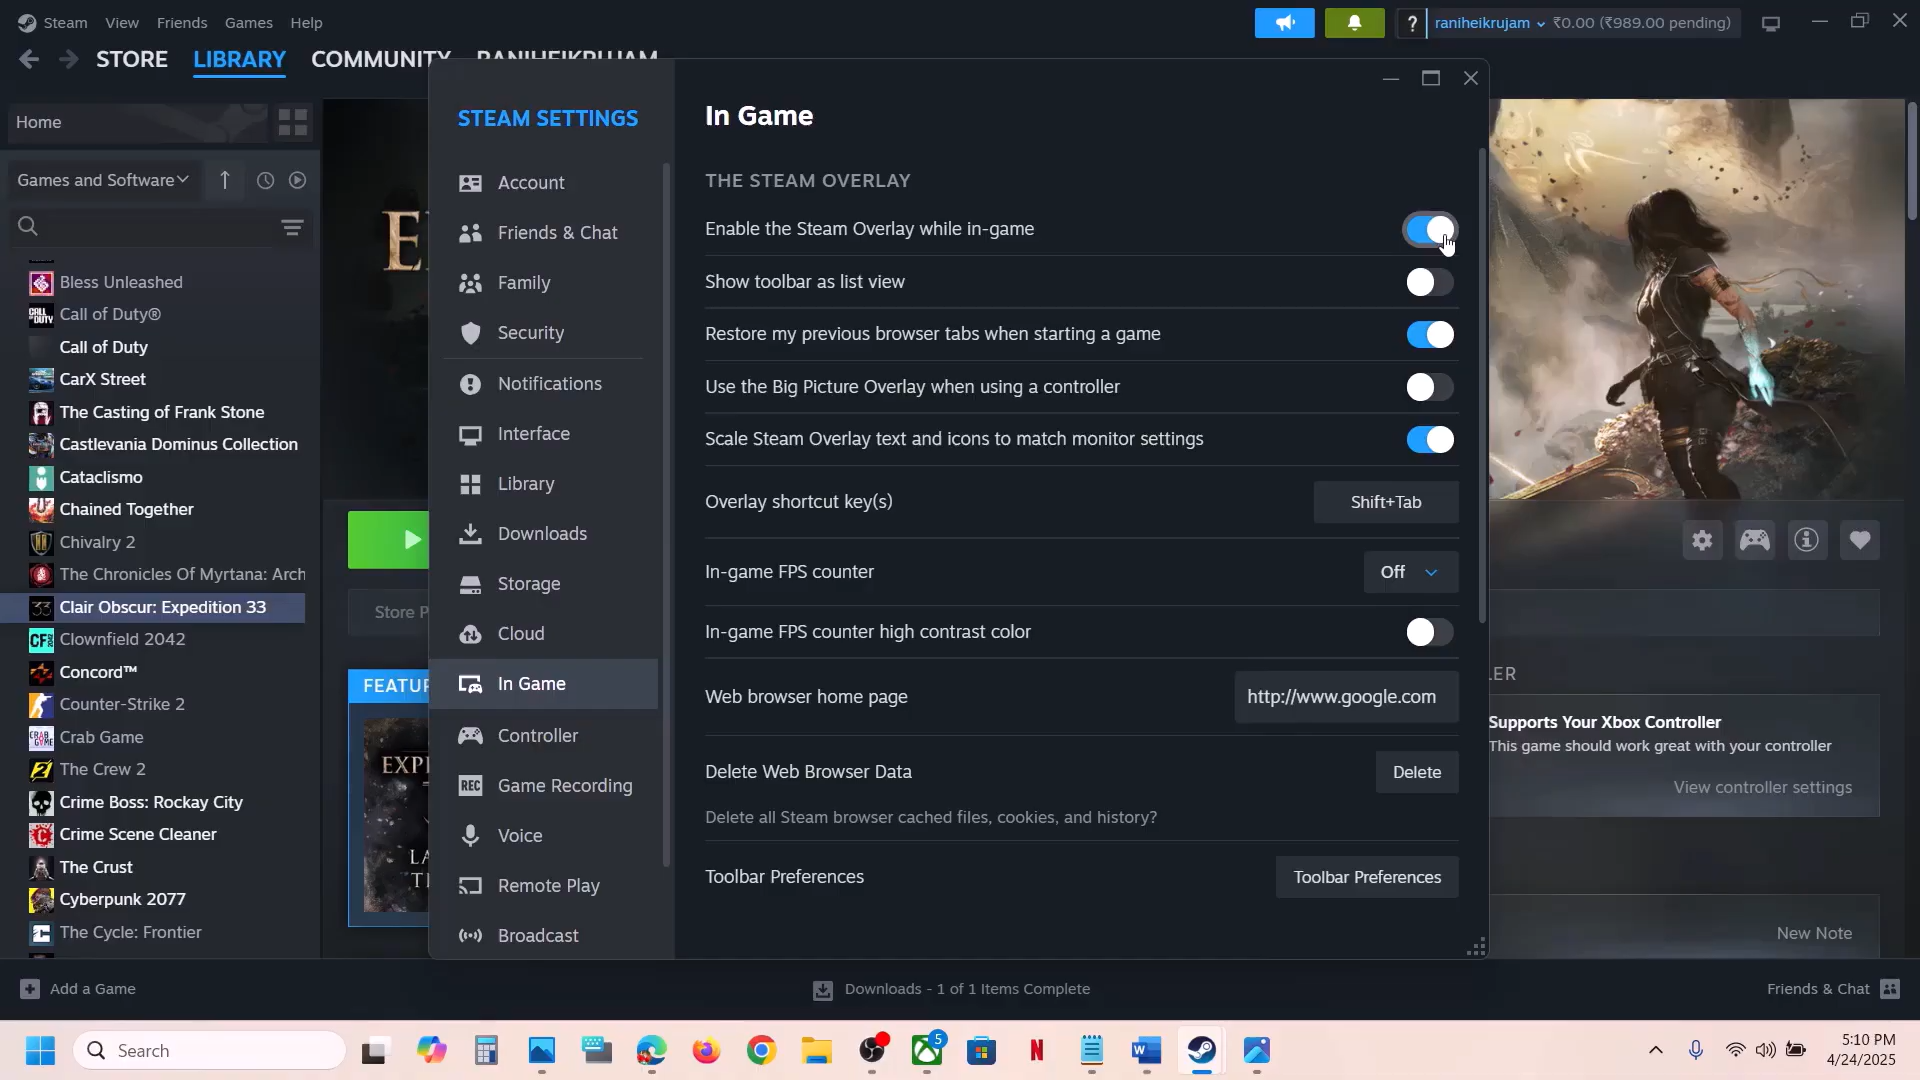 Steam View Friends Games Help
? raniheikrujam ₹0.00 (₹989.00 pending)
STORE LIBRARY COMMUNITY RANIHEIKRUJAM
Home
Games and Software
Bless Unleashed
Call of Duty®
Call of Duty
CarX Street
The Casting of Frank Stone
Castlevania Dominus Collection
Cataclismo
Chained Together
Chivalry 2
The Chronicles Of Myrtana: Arch
Clair Obscur: Expedition 33
Clownfield 2042
Concord™
Counter-Strike 2
Crab Game
The Crew 2
Crime Boss: Rockay City
Crime Scene Cleaner
The Crust
Cyberpunk 2077
The Cycle: Frontier
STEAM SETTINGS
Account
Friends & Chat
Family
Security
Notifications
Interface
Library
Downloads
Storage
Cloud
In Game
Controller
REC Game Recording
Voice
Remote Play
Broadcast
In Game
THE STEAM OVERLAY
Enable the Steam Overlay while in-game
Show toolbar as list view
Restore my previous browser tabs when starting a game
Use the Big Picture Overlay when using a controller
Scale Steam Overlay text and icons to match monitor settings
Overlay shortcut key(s) Shift+Tab
In-game FPS counter Off
In-game FPS counter high contrast color
Web browser home page http://www.google.com
Delete Web Browser Data Delete
Delete all Steam browser cached files, cookies, and history?
Toolbar Preferences Toolbar Preferences
E
Store P
FEATUR
EXPE
LA
T
LER
Supports Your Xbox Controller
This game should work great with your controller
View controller settings
New Note
Add a Game
Downloads - 1 of 1 Items Complete
Friends & Chat
Search
5
5:10 PM
4/24/2025